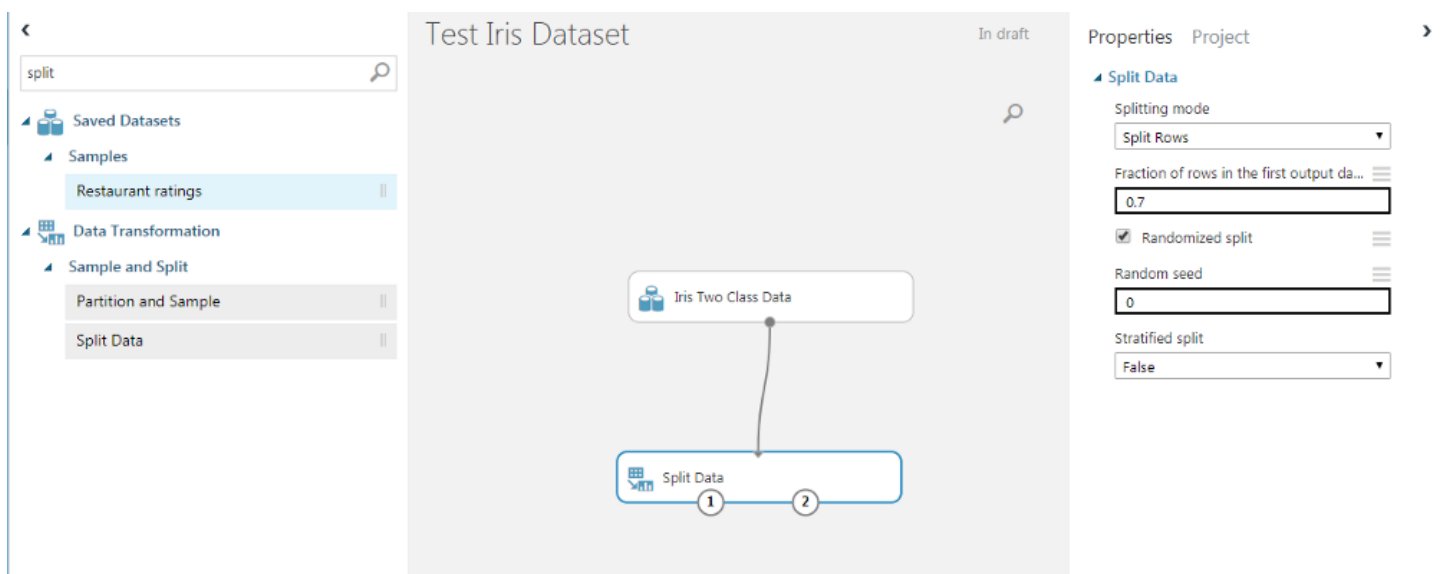 Test Iris Dataset
In draft
Properties Project
split
Split Data
Saved Datasets
Splitting mode
Split Rows
Samples
Fraction of rows in the first output da...
Restaurant ratings
0.7
Data Transformation
Randomized split
Sample and Split
Random seed
Partition and Sample
Iris Two Class Data
0
Split Data
Stratified split
False
Split Data
1
2